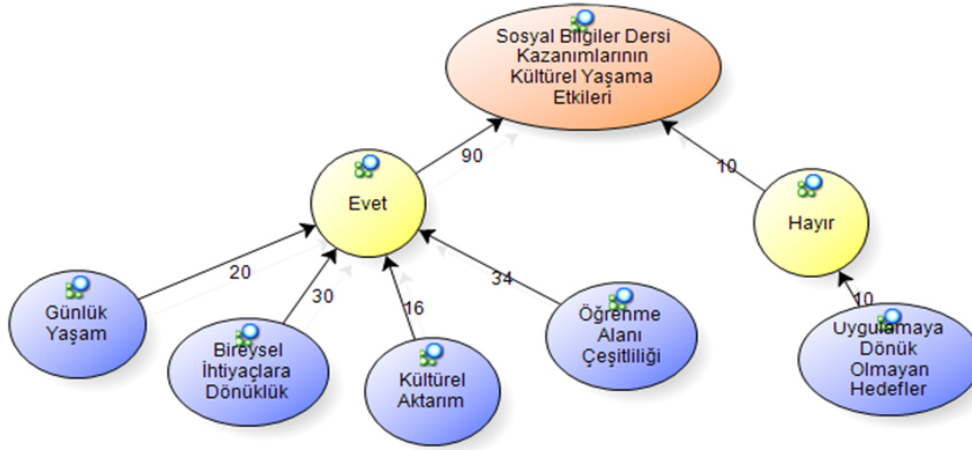 Sosyal Bilgiler Dersi
Kazanımlarının
Kültürel Yaşama
Etkileri
90
10
Evet
Hayır
20
30
16
34
10
Günlük
Yaşam
Bireysel
İhtiyaçlara
Dönüklük
Kültürel
Aktarım
Öğrenme
Alanı
Çeşitliliği
Uygulamaya
Dönük
Olmayan
Hedefler